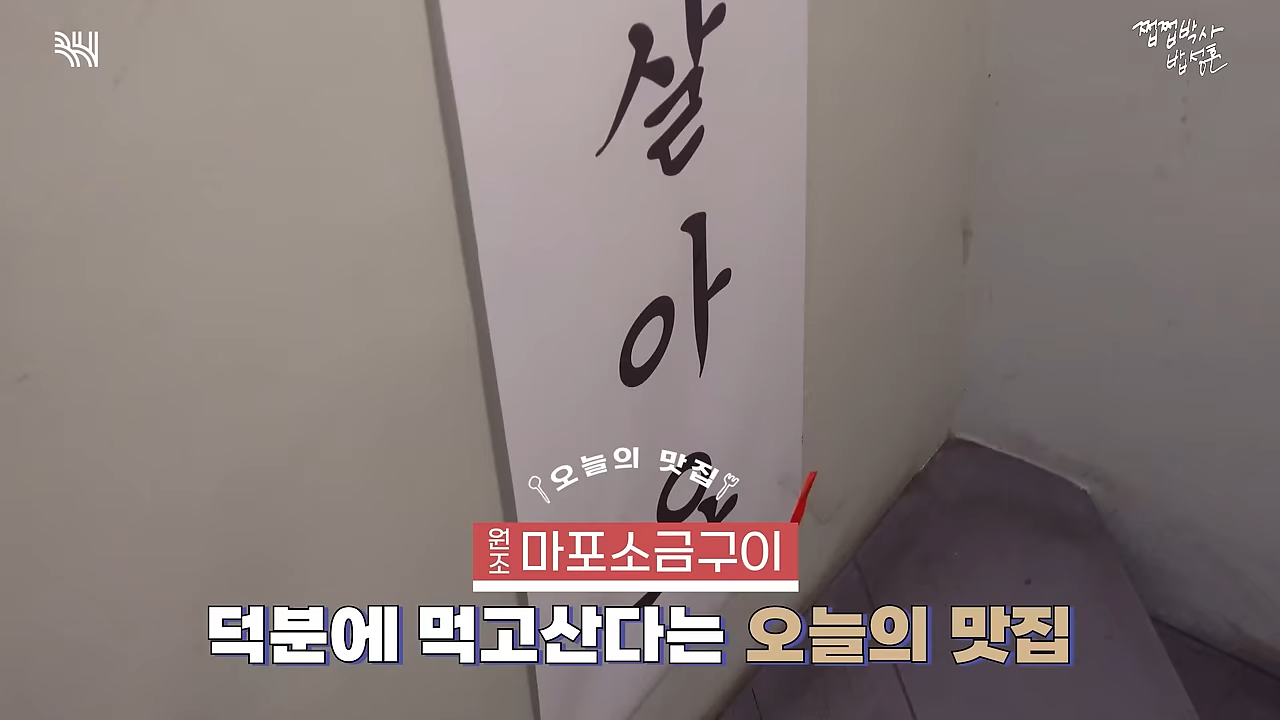 쩝쩝박사
밥성훈
살
아
오늘의 맛집
원조 마포소금구이
덕분에 먹고산다는 오늘의 맛집